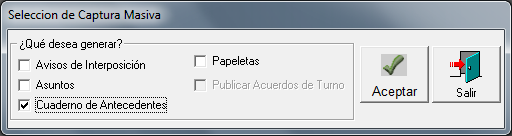 Seleccion de Captura Masiva
¿Qué desea generar?
Avisos de Interposición
Asuntos
Cuaderno de Antecedentes
Papeletas
Publicar Acuerdos de Turno
Aceptar
Salir